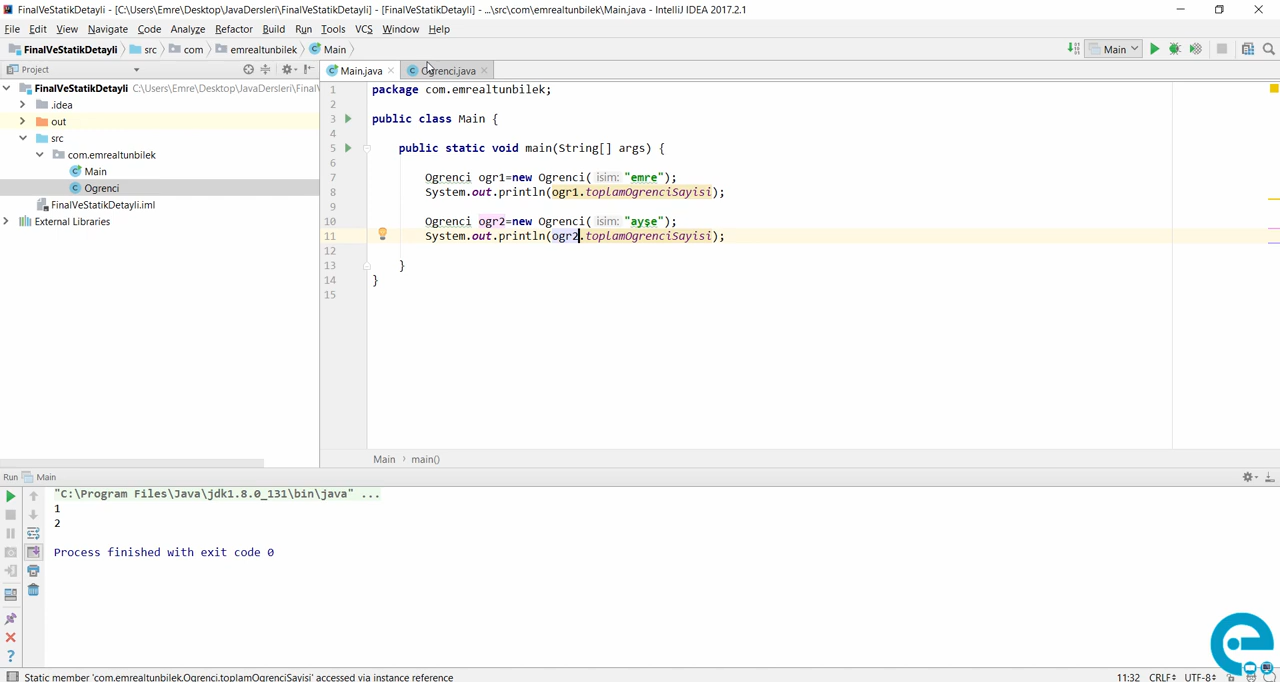 FinalVeStatikDetayli - [C:\Users\Emre\Desktop\JavaDersleri\FinalVeStatikDetayli] - [FinalVeStatikDetayli] - ...\src\com\emrealtunbilek\Main.java - IntelliJ IDEA 2017.2.1
File Edit View Navigate Code Analyze Refactor Build Run Tools VCS Window Help
FinalVeStatikDetayli src com emrealtunbilek Main
Main
Project
Main.java Ogrenci.java
FinalVeStatikDetayli C:\Users\Emre\Desktop\JavaDersleri\Final
.idea
out
src
com.emrealtunbilek
Main
Ogrenci
FinalVeStatikDetayli.iml
External Libraries
1 package com.emrealtunbilek;
2
3 public class Main {
4
5 public static void main(String[] args) {
6
7 Ogrenci ogr1=new Ogrenci( isim: "emre");
8 System.out.println(ogr1.toplamOgrenciSayisi);
9
10 Ogrenci ogr2=new Ogrenci( isim: "ayşe");
11 System.out.println(ogr2.toplamOgrenciSayisi);
12
13 }
14 }
15
Main › main()
Run Main
"C:\Program Files\Java\jdk1.8.0_131\bin\java" ...
1
2
Process finished with exit code 0
Static member 'com.emrealtunbilek.Ogrenci.toplamOgrenciSayisi' accessed via instance reference
11:32 CRLF UTF-8